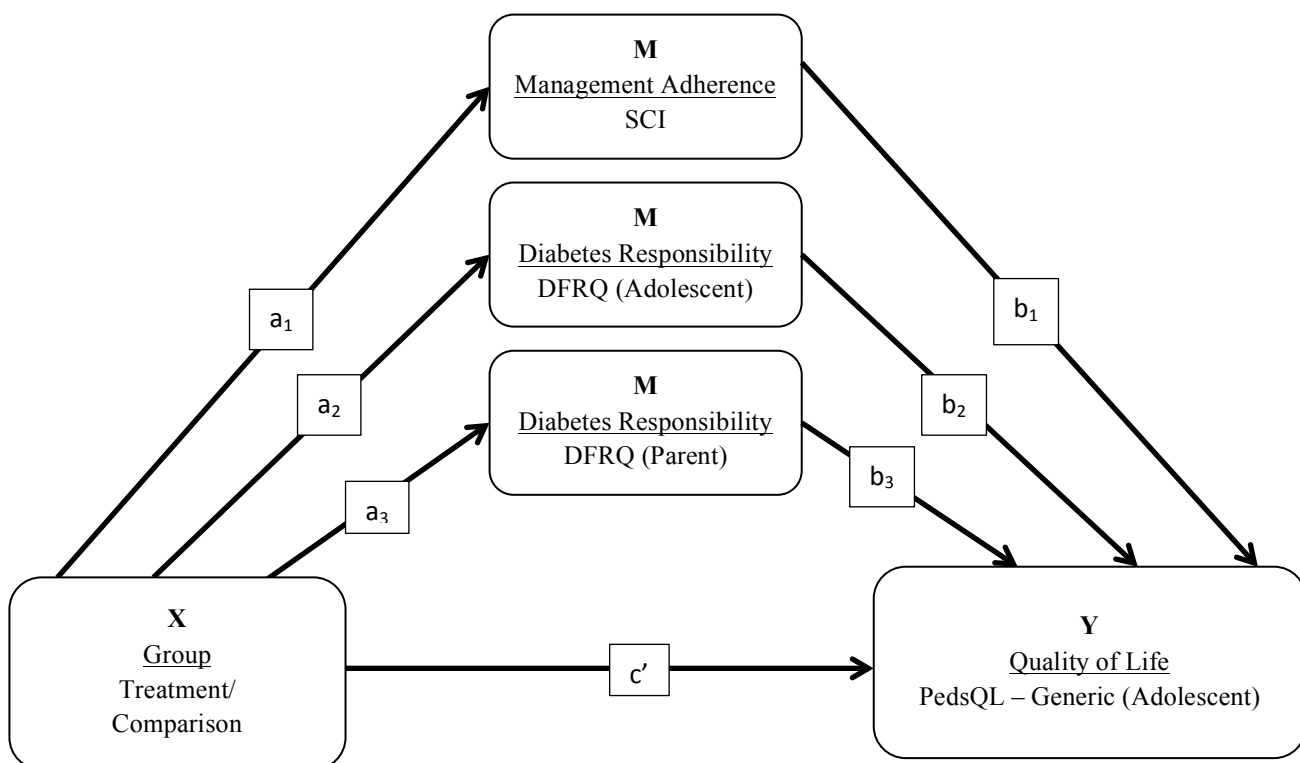 M
Management Adherence
SCI
M
Diabetes Responsibility
DFRQ (Adolescent)
M
Diabetes Responsibility
DFRQ (Parent)
a₁
a₂
a₃
b₁
b₂
b₃
X
Group
Treatment/
Comparison
c’
Y
Quality of Life
PedsQL – Generic (Adolescent)